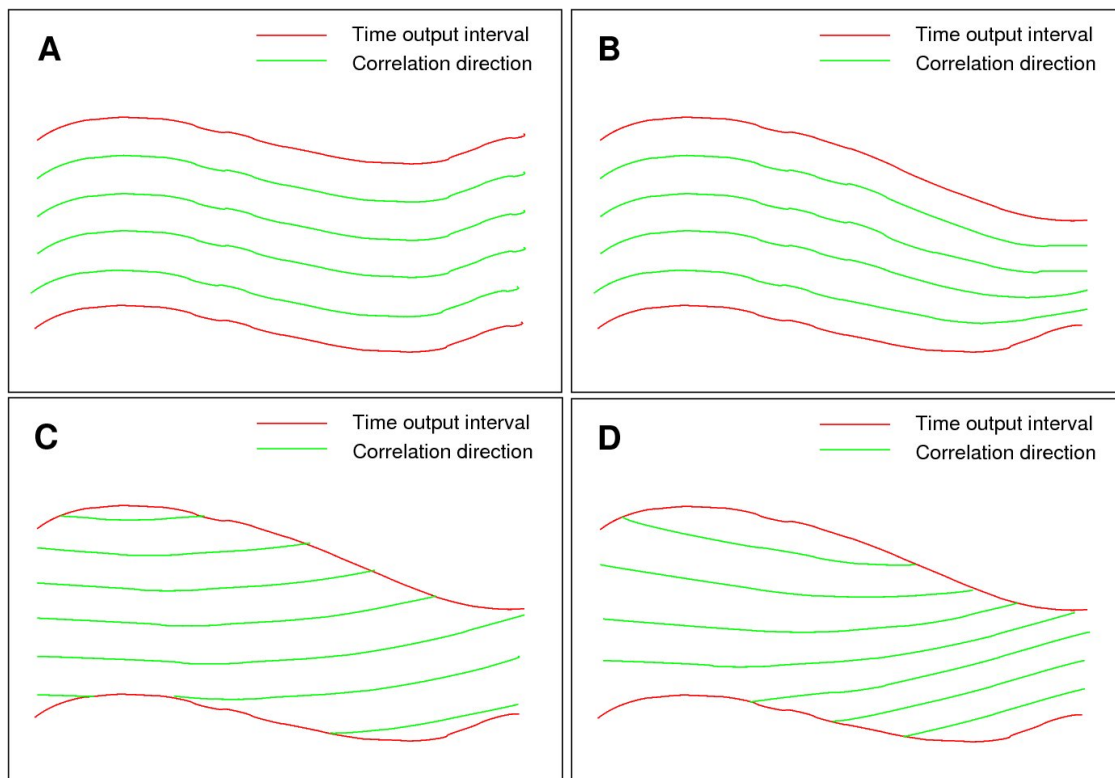 A
Time output interval
Correlation direction
B
Time output interval
Correlation direction
C
Time output interval
Correlation direction
D
Time output interval
Correlation direction